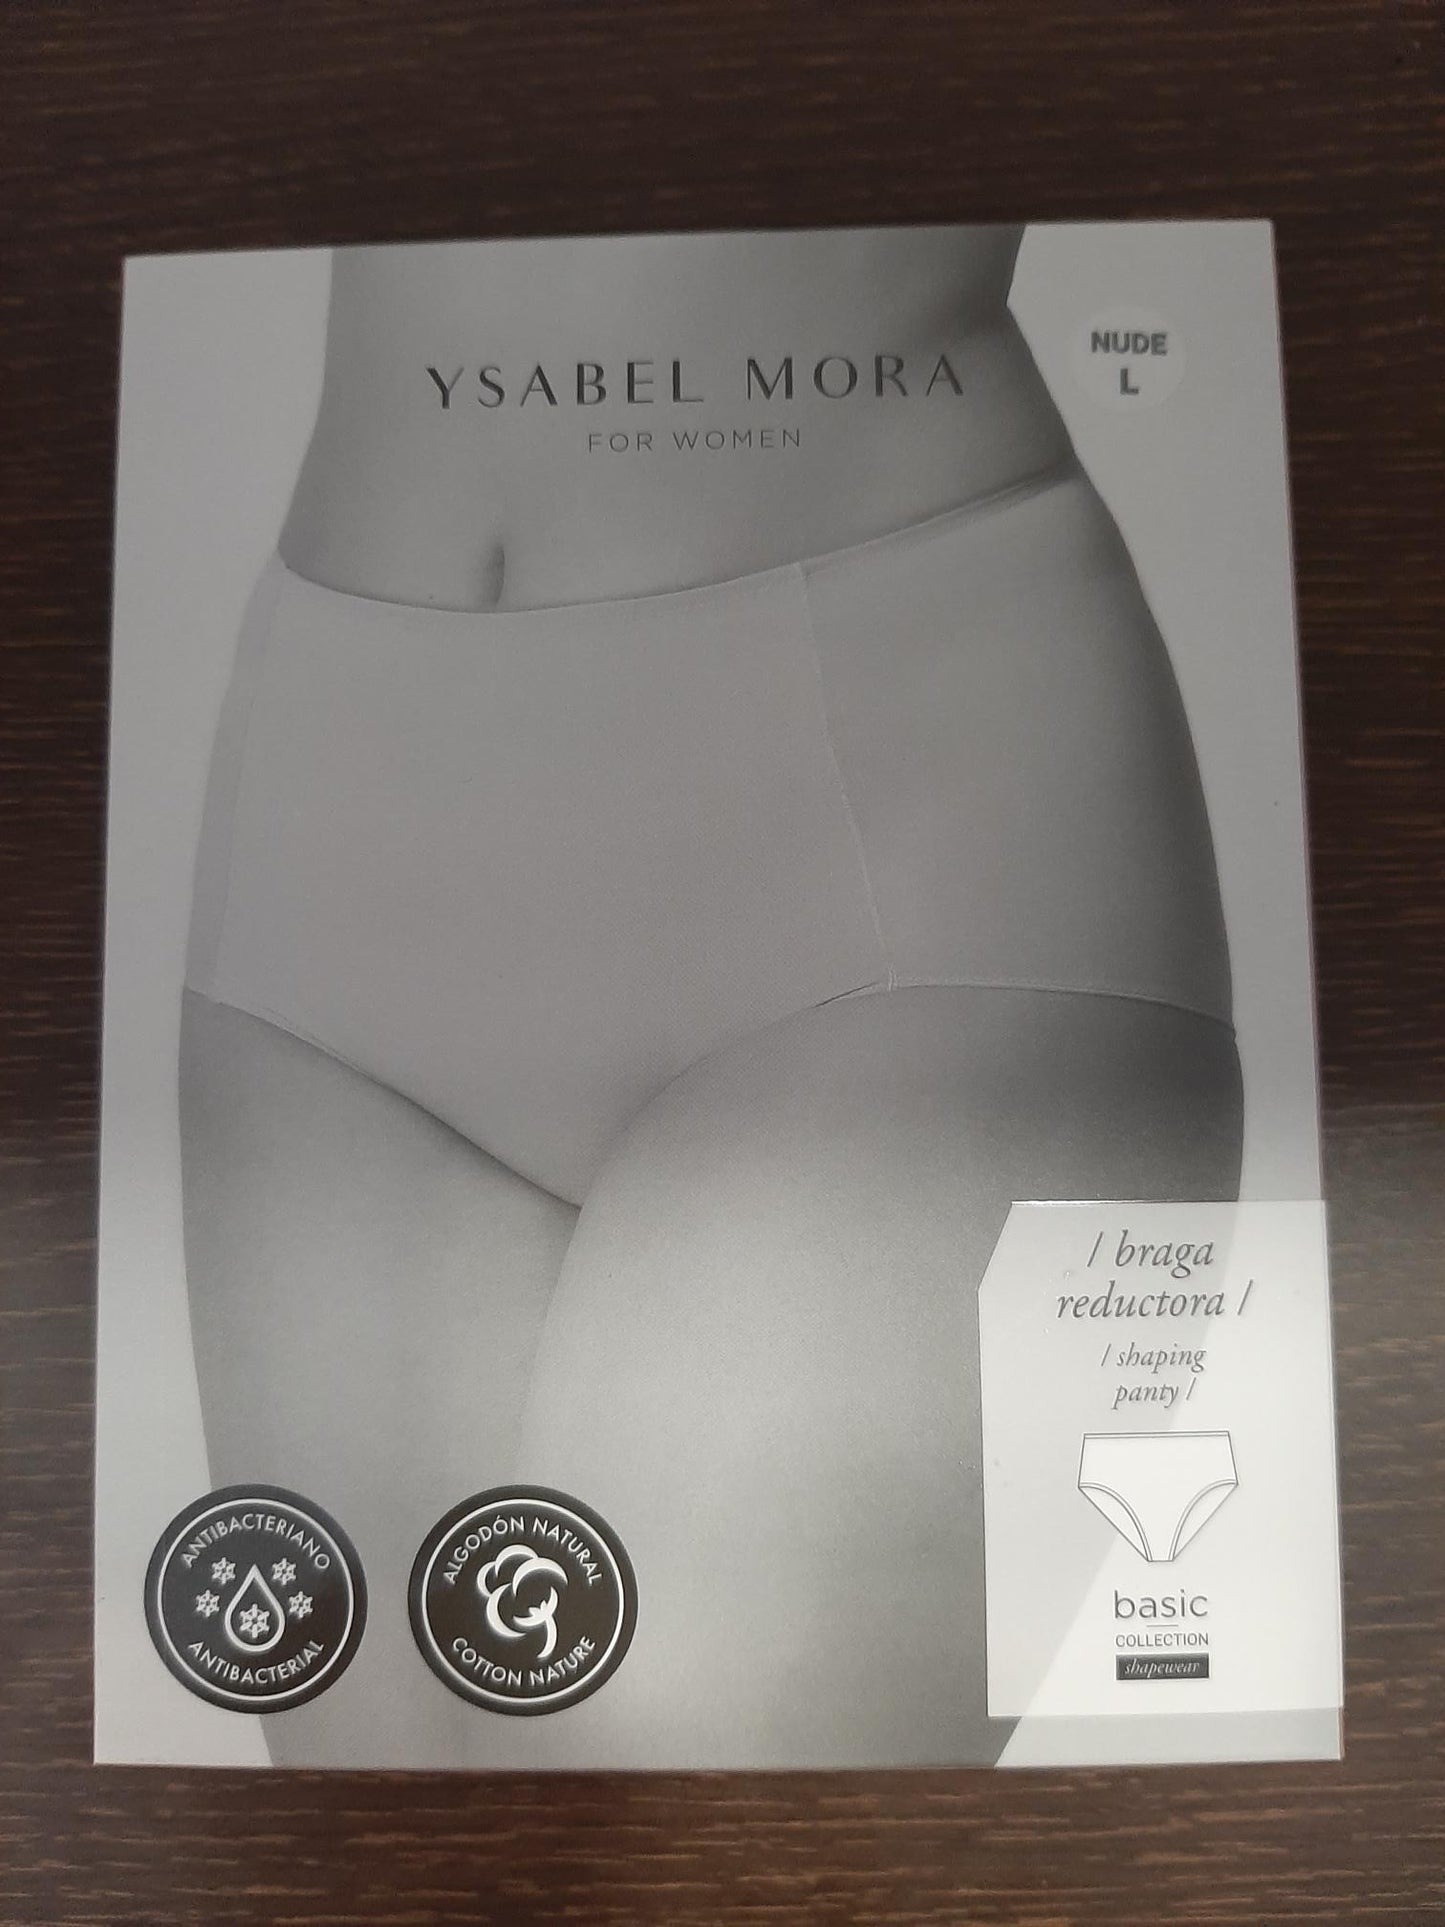 YSABEL MORA
FOR WOMEN
NUDE
L
/ braga
reductora /
/ shaping
panty /
basic
COLLECTION
shapewear
ANTIBACTERIANO
ANTIBACTERIAL
ALGODÓN NATURAL
COTTON NATURE